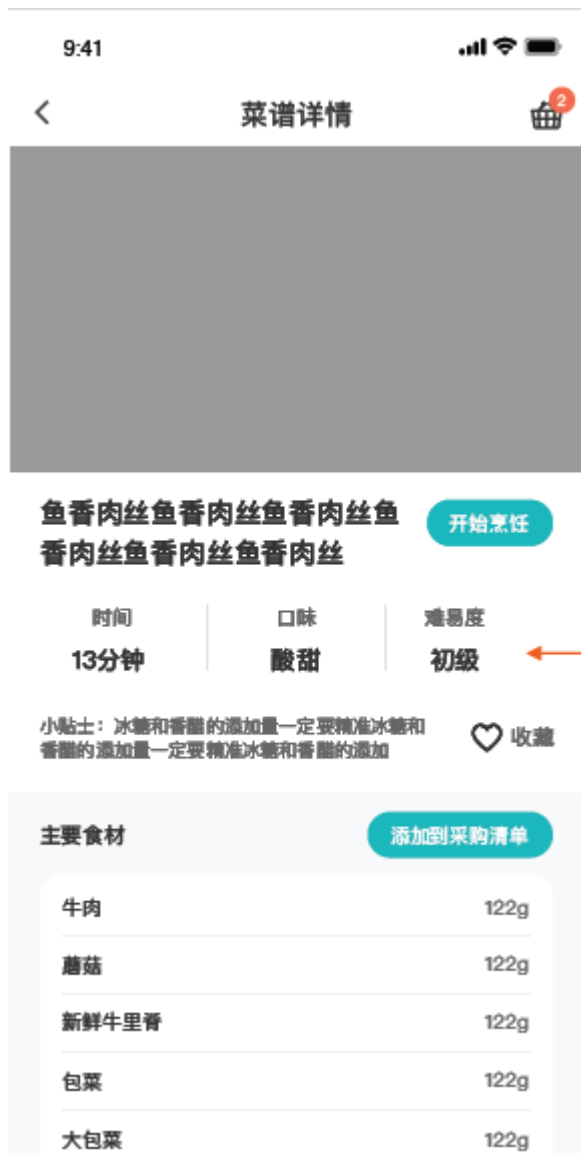 9:41
菜谱详情
2
鱼香肉丝鱼香肉丝鱼香肉丝鱼
香肉丝鱼香肉丝鱼香肉丝
开始烹饪
时间 口味 难易度
13分钟 酸甜 初级
小贴士：冰糖和香醋的添加量一定要精准冰糖和
香醋的添加量一定要精准冰糖和香醋的添加
收藏
主要食材
添加到采购清单
牛肉 122g
蘑菇 122g
新鲜牛里脊 122g
包菜 122g
大包菜 122g